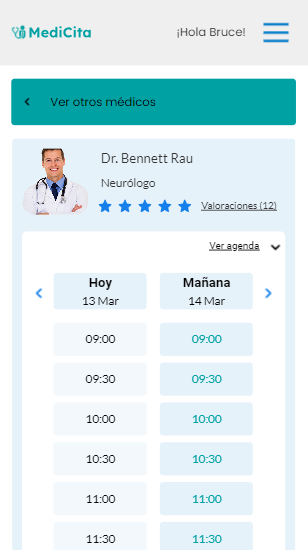 MediCita
¡Hola Bruce!
Ver otros médicos
Dr. Bennett Rau
Neurólogo
Valoraciones (12)
Ver agenda
Hoy Mañana
13 Mar 14 Mar
09:00 09:00
09:30 09:30
10:00 10:00
10:30 10:30
11:00 11:00
11:30 11:30